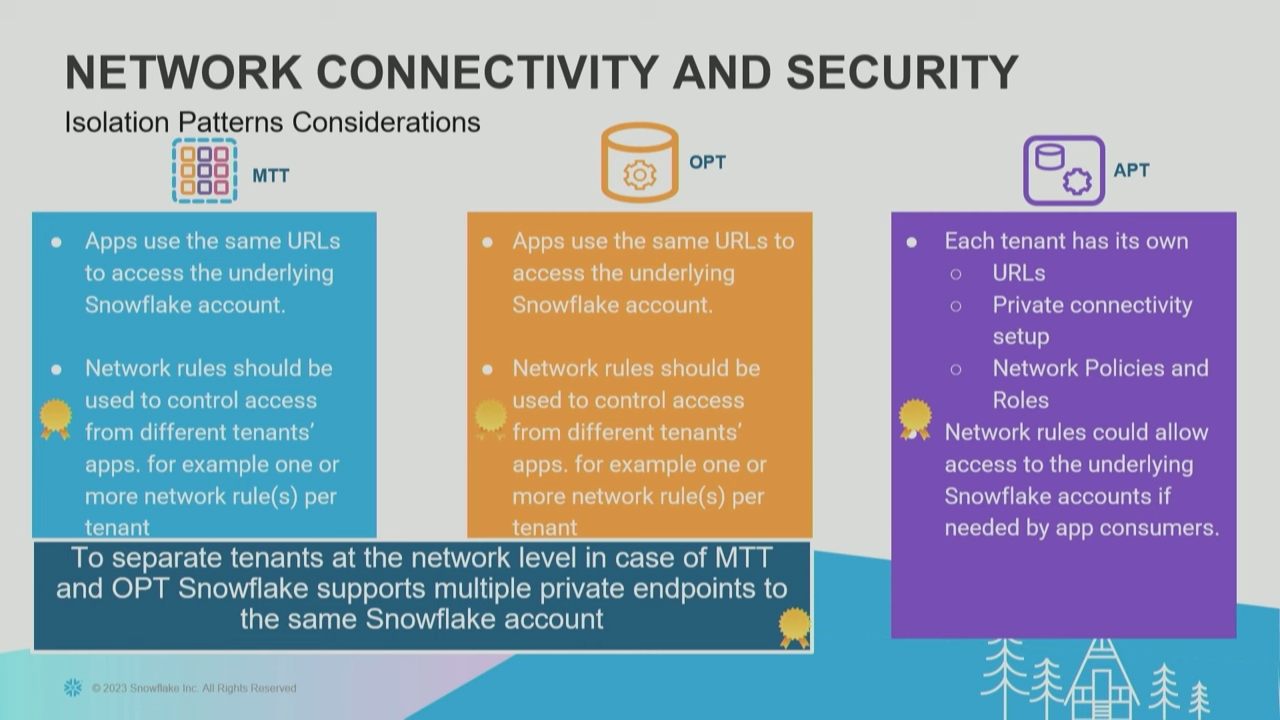 NETWORK CONNECTIVITY AND SECURITY
Isolation Patterns Considerations
MTT
Apps use the same URLs
to access the underlying
Snowflake account.
Network rules should be
used to control access
from different tenants’
apps. for example one or
more network rule(s) per
tenant
OPT
Apps use the same URLs to
access the underlying
Snowflake account.
Network rules should be
used to control access
from different tenants’
apps. for example one or
more network rule(s) per
tenant
To separate tenants at the network level in case of MTT
and OPT Snowflake supports multiple private endpoints to
the same Snowflake account
APT
Each tenant has its own
URLs
Private connectivity
setup
Network Policies and
Roles
Network rules could allow
access to the underlying
Snowflake accounts if
needed by app consumers.
© 2023 Snowflake Inc. All Rights Reserved